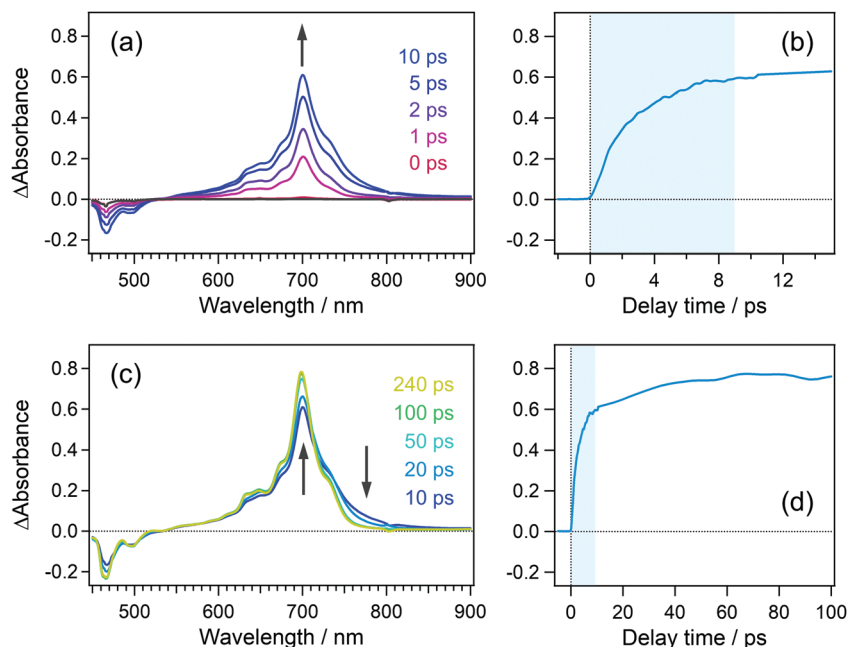 (a)
0.8
0.6
0.4
0.2
0.0
-0.2
ΔAbsorbance
10 ps
5 ps
2 ps
1 ps
0 ps
500
600
700
800
900
Wavelength / nm
(b)
0.8
0.6
0.4
0.2
0.0
-0.2
0
4
8
12
Delay time / ps
(c)
0.8
0.6
0.4
0.2
0.0
-0.2
ΔAbsorbance
240 ps
100 ps
50 ps
20 ps
10 ps
500
600
700
800
900
Wavelength / nm
0.8
0.6
0.4
0.2
0.0
-0.2
(d)
0
20
40
60
80
100
Delay time / ps